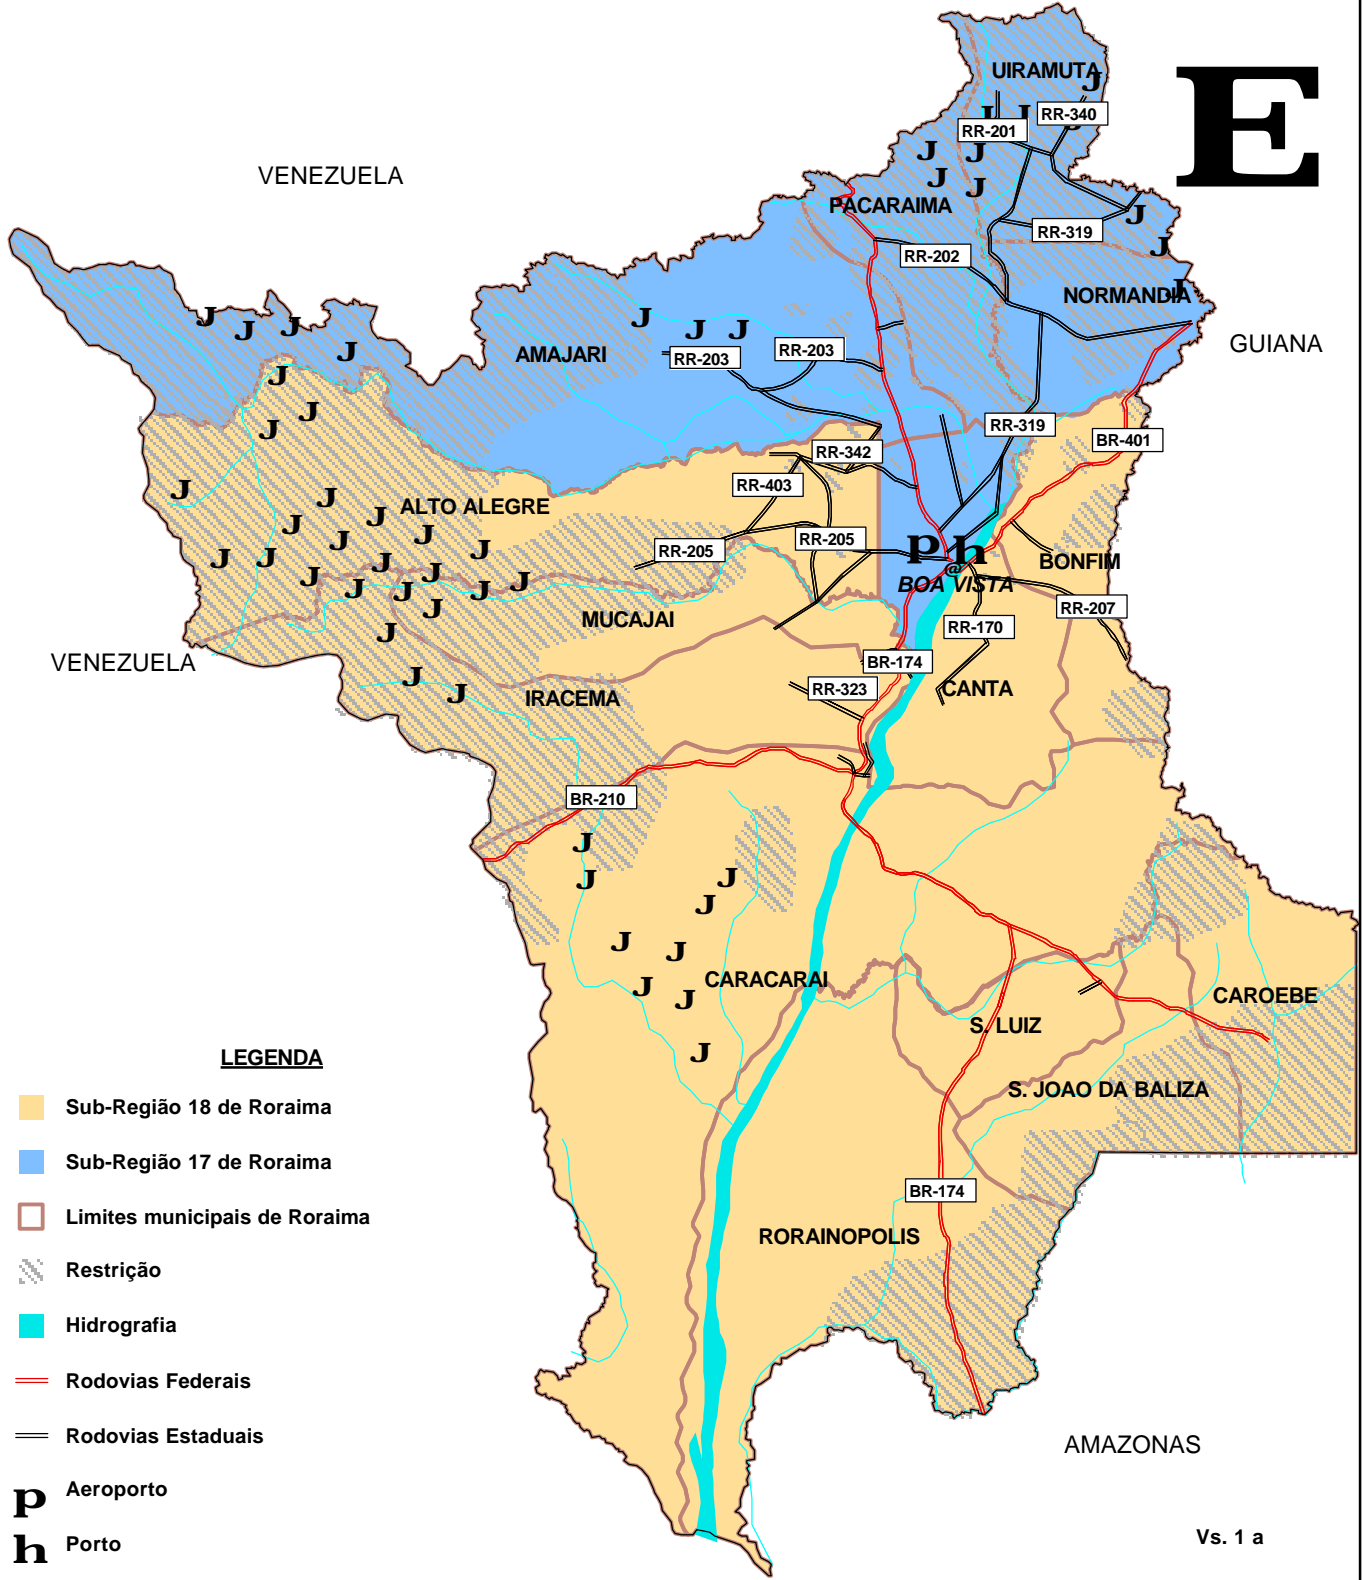 UIRAMUTA
J
E
J
J
RR-340
RR-201
J
J
VENEZUELA
J
J
PACARAIMA
J
RR-319
J
RR-202
J
NORMANDIA
J
J
J
J
J
J
J
J
GUIANA
AMAJARI
RR-203
RR-203
J
J
J
J
RR-319
BR-401
RR-342
RR-403
J
J
ALTO ALEGRE
J
J
J
J
RR-205
p h
J
RR-205
J
J
@
BONFIM
J
J
J
J
BOA VISTA
J
J
J
J
RR-207
J
MUCAJAI
RR-170
J
VENEZUELA
BR-174
J
J
IRACEMA
RR-323
CANTA
BR-210
J
J
J
J
J
J
CARACARAI
J
J
CAROEBE
S. LUIZ
J
LEGENDA
S. JOAO DA BALIZA
Sub-Região 18 de Roraima
Sub-Região 17 de Roraima
BR-174
Limites municipais de Roraima
RORAINOPOLIS
Restrição
Hidrografia
Rodovias Federais
Rodovias Estaduais
AMAZONAS
p Aeroporto
h Porto
Vs. 1 a